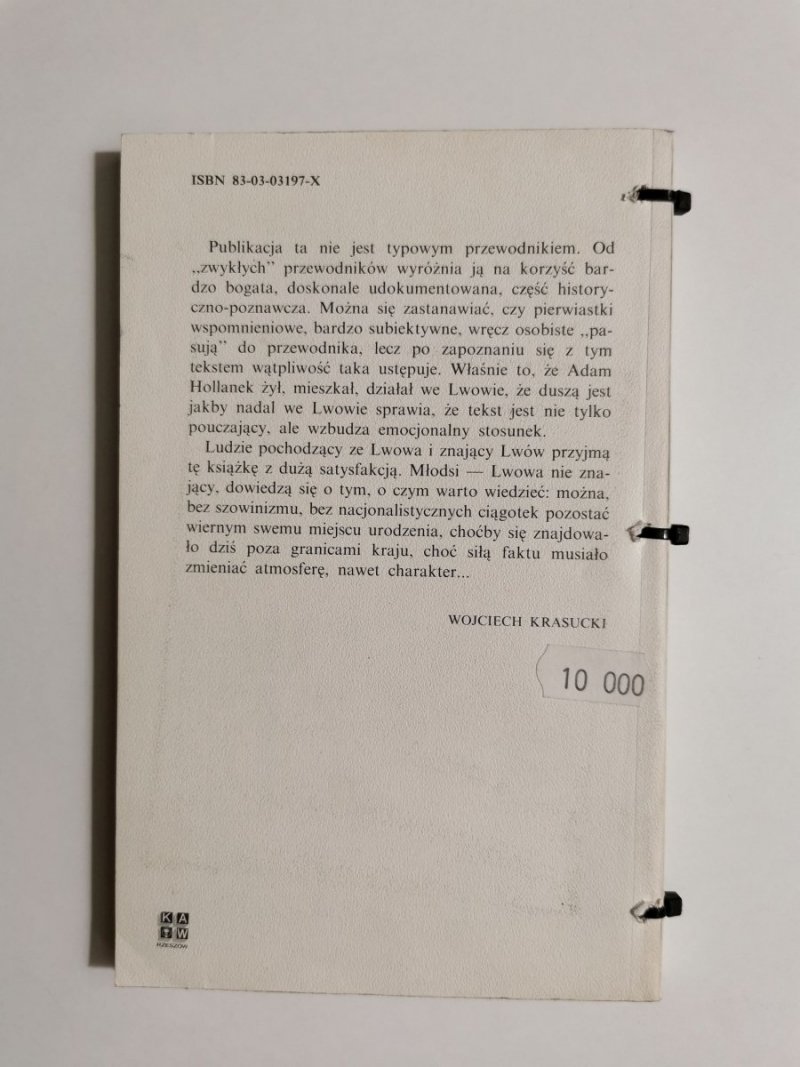 ISBN 83-03-03197-X
Publikacja ta nie jest typowym przewodnikiem. Od
„zwykłych” przewodników wyróżnia ją na korzyść bar-
dzo bogata, doskonale udokumentowana, część history-
czno-poznawcza. Można się zastanawiać, czy pierwiastki
wspomnieniowe, bardzo subiektywne, wręcz osobiste „pa-
sują” do przewodnika, lecz po zapoznaniu się z tym
tekstem wątpliwość taka ustępuje. Właśnie to, że Adam
Hollanek żył, mieszkał, działał we Lwowie, że duszą jest
jakby nadal we Lwowie sprawia, że tekst jest nie tylko
pouczający, ale wzbudza emocjonalny stosunek.
Ludzie pochodzący ze Lwowa i znający Lwów przyjmą
tę książkę z dużą satysfakcją. Młodsi — Lwowa nie zna-
jący, dowiedzą się o tym, o czym warto wiedzieć: można,
bez szowinizmu, bez nacjonalistycznych ciągotek pozostać
wiernym swemu miejscu urodzenia, choćby się znajdowa-
ło dziś poza granicami kraju, choć siłą faktu musiało
zmieniać atmosferę, nawet charakter...
WOJCIECH KRASUCKI
10 000
K A
W
RZESZÓW